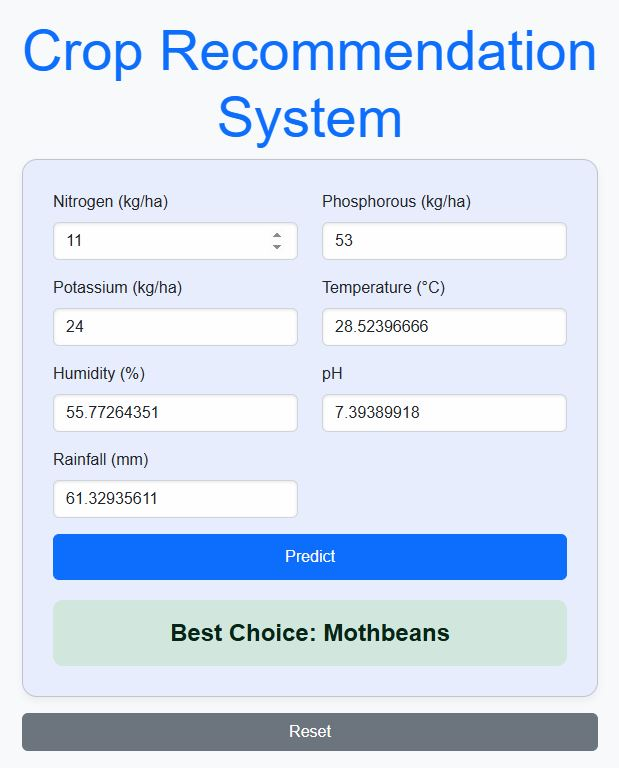 Crop Recommendation
System
Nitrogen (kg/ha)
11
Phosphorous (kg/ha)
53
Potassium (kg/ha)
24
Temperature (°C)
28.52396666
Humidity (%)
55.77264351
pH
7.39389918
Rainfall (mm)
61.32935611
Predict
Best Choice: Mothbeans
Reset